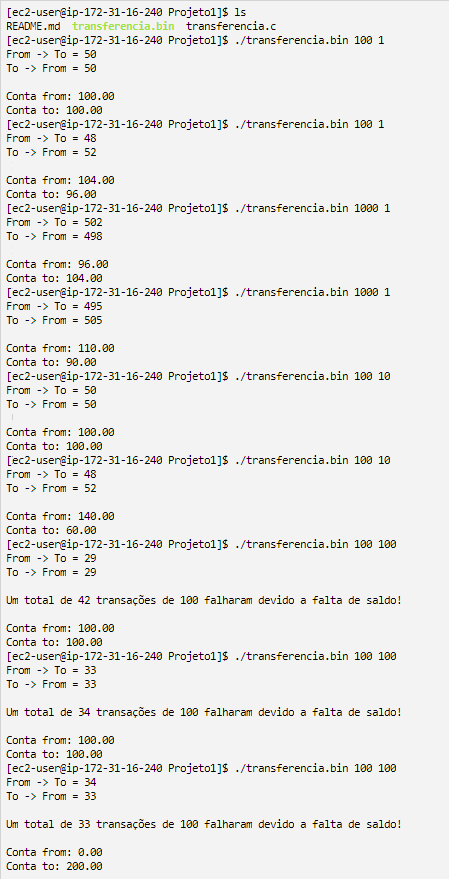 [ec2-user@ip-172-31-16-240 Projeto1]$ ls
README.md transferencia.bin transferencia.c
[ec2-user@ip-172-31-16-240 Projeto1]$ ./transferencia.bin 100 1
From -> To = 50
To -> From = 50
Conta from: 100.00
Conta to: 100.00
[ec2-user@ip-172-31-16-240 Projeto1]$ ./transferencia.bin 100 1
From -> To = 48
To -> From = 52
Conta from: 104.00
Conta to: 96.00
[ec2-user@ip-172-31-16-240 Projeto1]$ ./transferencia.bin 1000 1
From -> To = 502
To -> From = 498
Conta from: 96.00
Conta to: 104.00
[ec2-user@ip-172-31-16-240 Projeto1]$ ./transferencia.bin 1000 1
From -> To = 495
To -> From = 505
Conta from: 110.00
Conta to: 90.00
[ec2-user@ip-172-31-16-240 Projeto1]$ ./transferencia.bin 100 10
From -> To = 50
To -> From = 50
Conta from: 100.00
Conta to: 100.00
[ec2-user@ip-172-31-16-240 Projeto1]$ ./transferencia.bin 100 10
From -> To = 48
To -> From = 52
Conta from: 140.00
Conta to: 60.00
[ec2-user@ip-172-31-16-240 Projeto1]$ ./transferencia.bin 100 100
From -> To = 29
To -> From = 29
Um total de 42 transações de 100 falharam devido a falta de saldo!
Conta from: 100.00
Conta to: 100.00
[ec2-user@ip-172-31-16-240 Projeto1]$ ./transferencia.bin 100 100
From -> To = 33
To -> From = 33
Um total de 34 transações de 100 falharam devido a falta de saldo!
Conta from: 100.00
Conta to: 100.00
[ec2-user@ip-172-31-16-240 Projeto1]$ ./transferencia.bin 100 100
From -> To = 34
To -> From = 33
Um total de 33 transações de 100 falharam devido a falta de saldo!
Conta from: 0.00
Conta to: 200.00